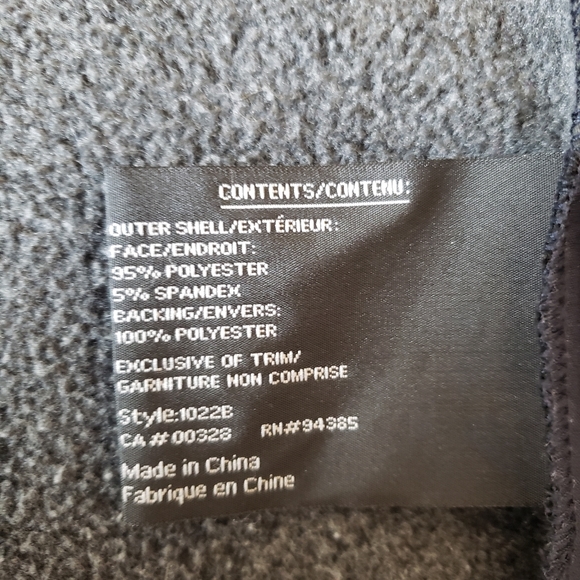 CONTENTS/CONTENU:
OUTER SHELL/EXTÉRIEUR:
FACE/ENDROIT:
95% POLYESTER
5% SPANDEX
BACKING/ENVERS:
100% POLYESTER
EXCLUSIVE OF TRIM/
GARNITURE NON COMPRISE
Style:1022B
CA#00328 RN#94385
Made in China
Fabrique en Chine